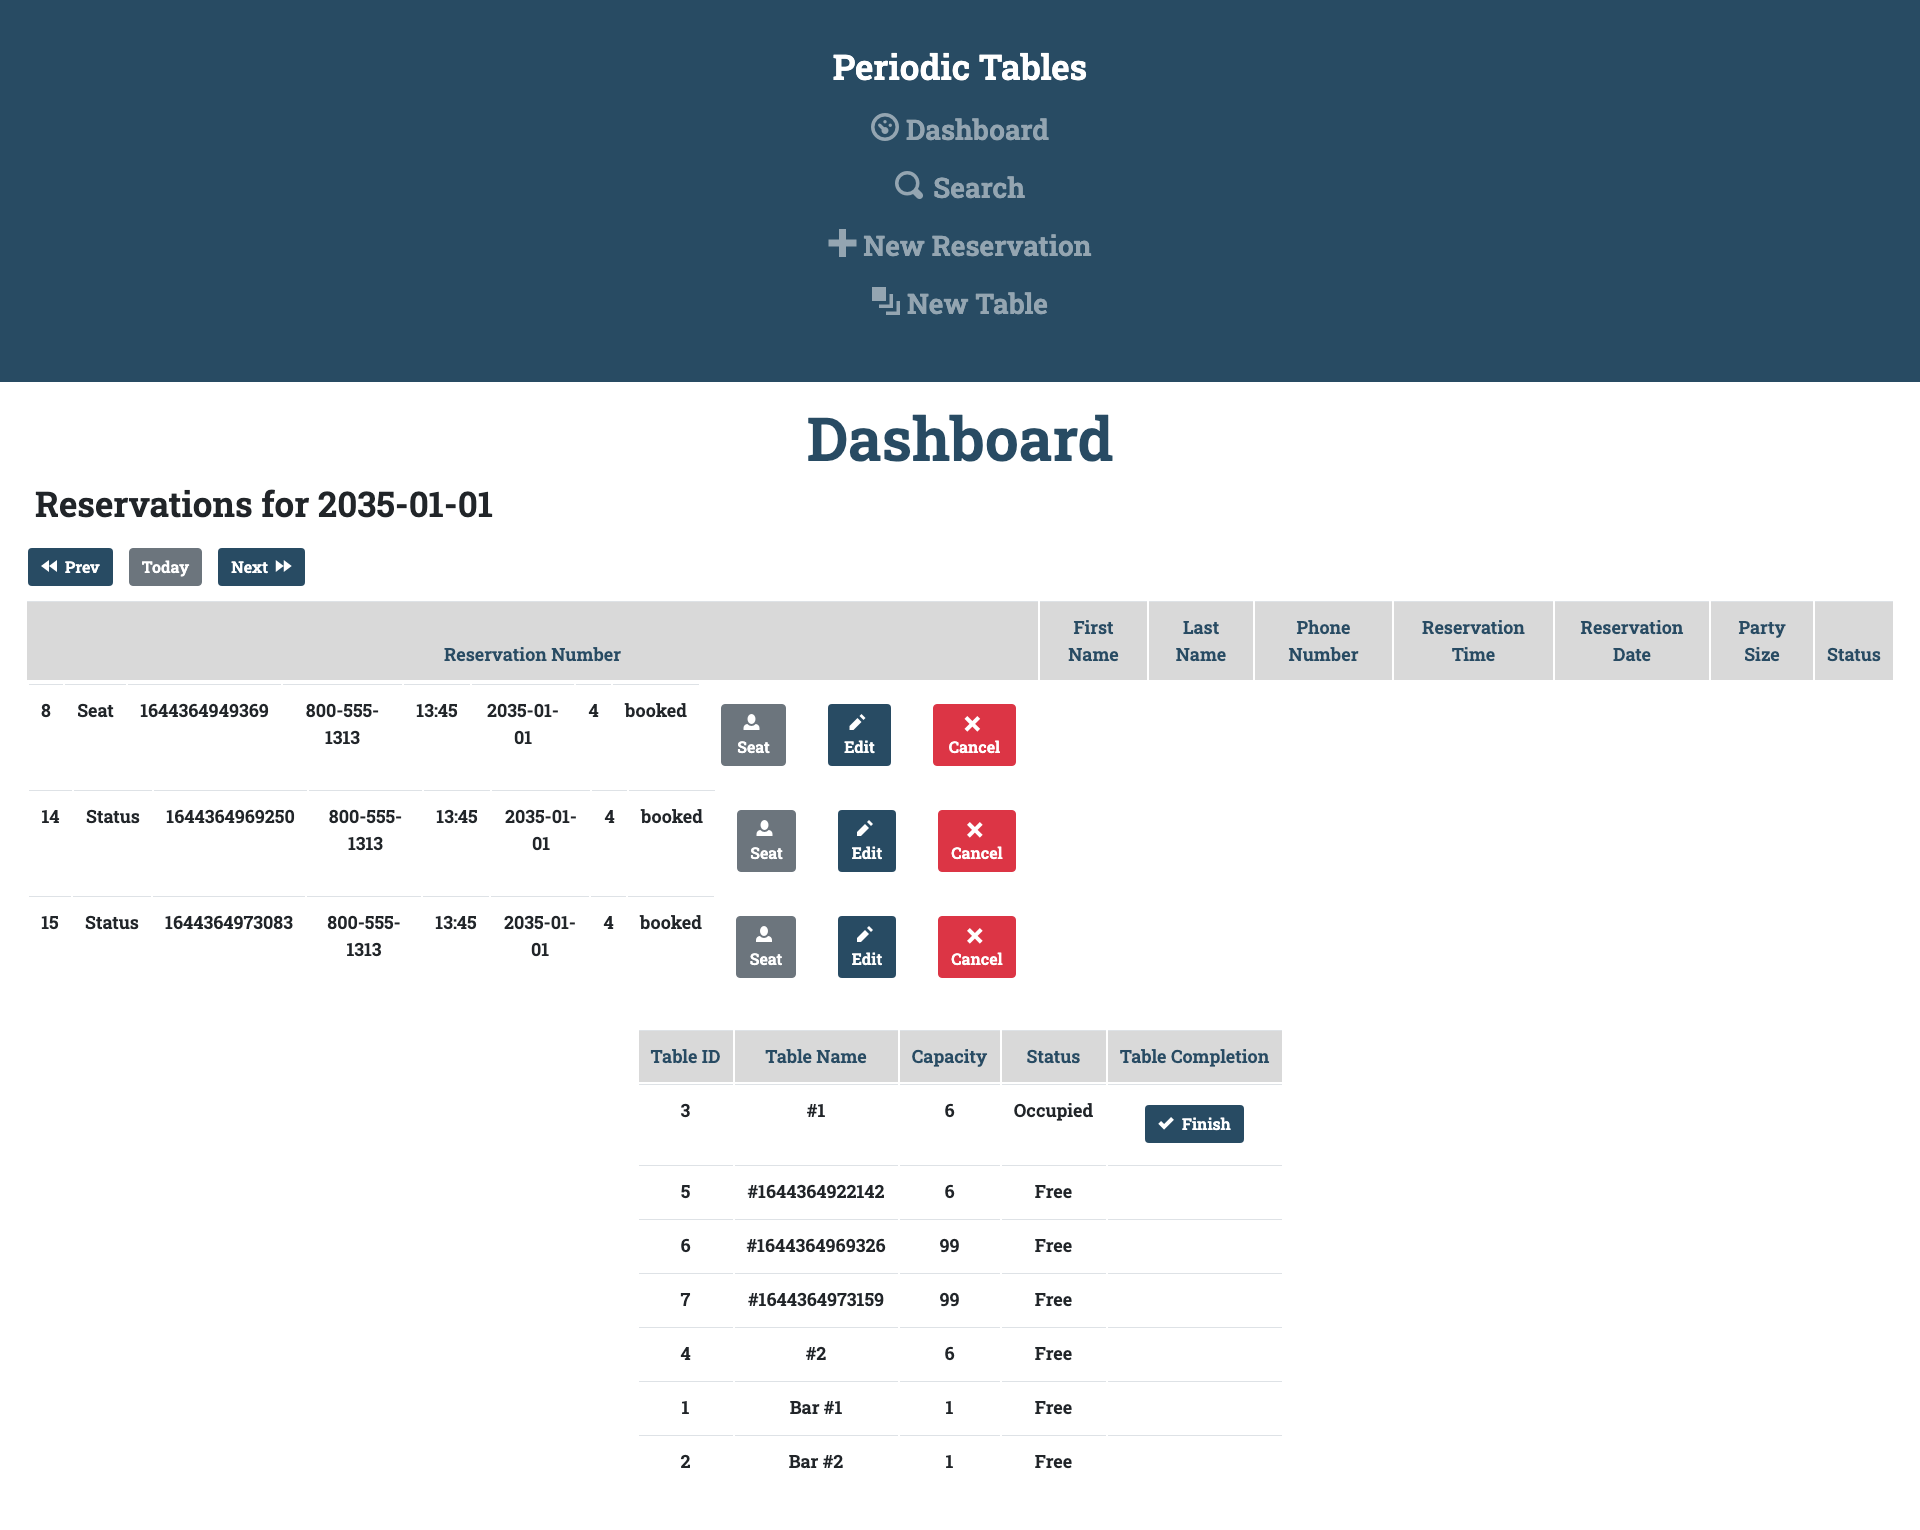 Periodic Tables
Dashboard
Search
New Reservation
New Table
Dashboard
Reservations for 2035-01-01
Prev Today Next
Reservation Number First Name Last Name Phone Number Reservation Time Reservation Date Party Size Status
8 Seat 1644364949369 800-555-1313 13:45 2035-01-01 4 booked Seat Edit Cancel
14 Status 1644364969250 800-555-1313 13:45 2035-01-01 4 booked Seat Edit Cancel
15 Status 1644364973083 800-555-1313 13:45 2035-01-01 4 booked Seat Edit Cancel
Table ID Table Name Capacity Status Table Completion
3 #1 6 Occupied Finish
5 #1644364922142 6 Free
6 #1644364969326 99 Free
7 #1644364973159 99 Free
4 #2 6 Free
1 Bar #1 1 Free
2 Bar #2 1 Free